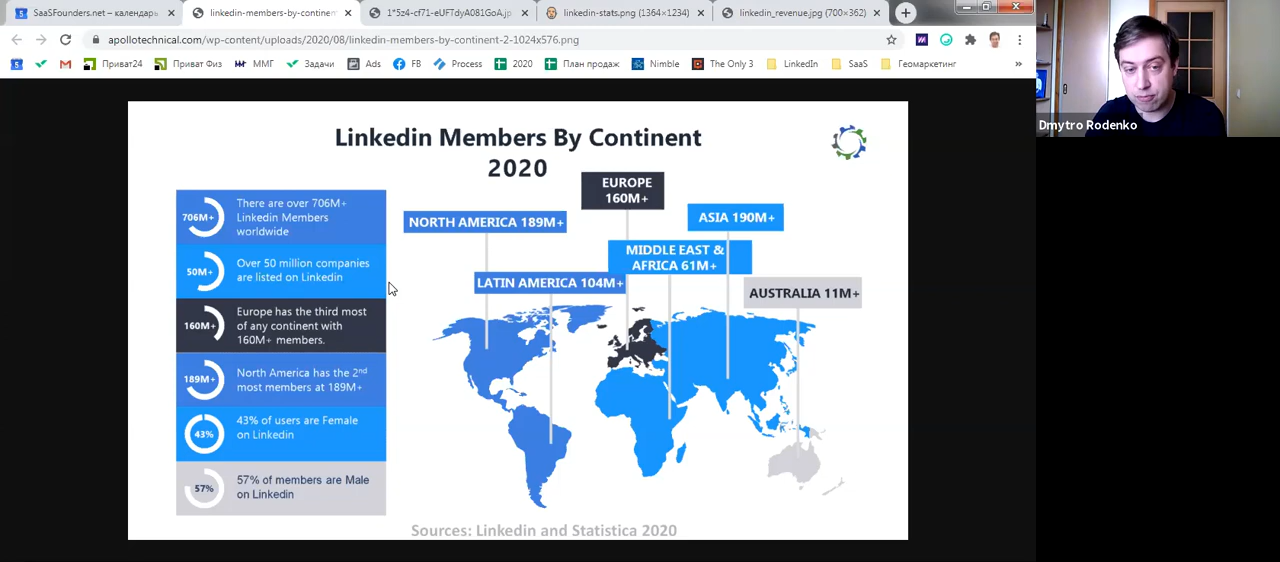 SaaSFounders.net – календарь
linkedin-members-by-continent
1*5z4-cf71-eUFTdyA081GoA.jp
linkedin-stats.png (1364×1234)
linkedin_revenue.jpg (700×362)
apollotechnical.com/wp-content/uploads/2020/08/linkedin-members-by-continent-2-1024x576.png
Приват24
Приват Физ
ММГ
Задачи
Ads
FB
Process
2020
План продаж
Nimble
The Only 3
LinkedIn
SaaS
Геомаркетинг
»
Dmytro Rodenko
Linkedin Members By Continent
2020
706M+
There are over 706M+
Linkedin Members
worldwide
50M+
Over 50 million companies
are listed on Linkedin
160M+
Europe has the third most
of any continent with
160M+ members.
189M+
North America has the 2nd
most members at 189M+
43%
43% of users are Female
on Linkedin
57%
57% of members are Male
on Linkedin
EUROPE
160M+
NORTH AMERICA 189M+
ASIA 190M+
MIDDLE EAST &
AFRICA 61M+
LATIN AMERICA 104M+
AUSTRALIA 11M+
Sources: Linkedin and Statistica 2020